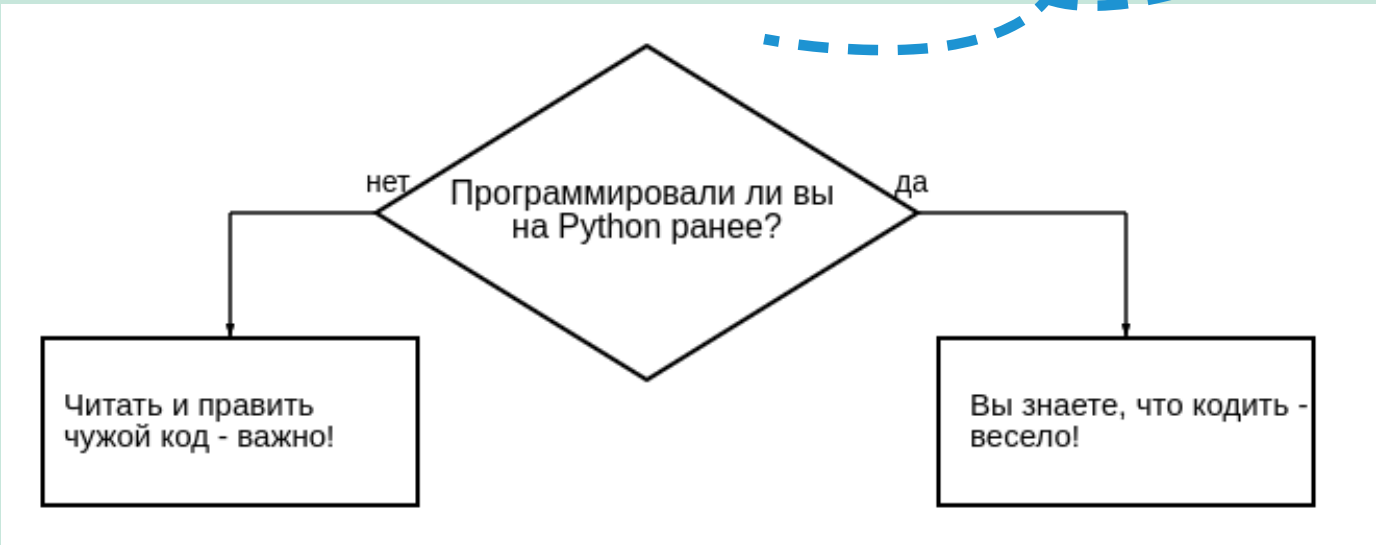 нет
да
Программировали ли вы
на Python ранее?
Читать и править
чужой код - важно!
Вы знаете, что кодить -
весело!